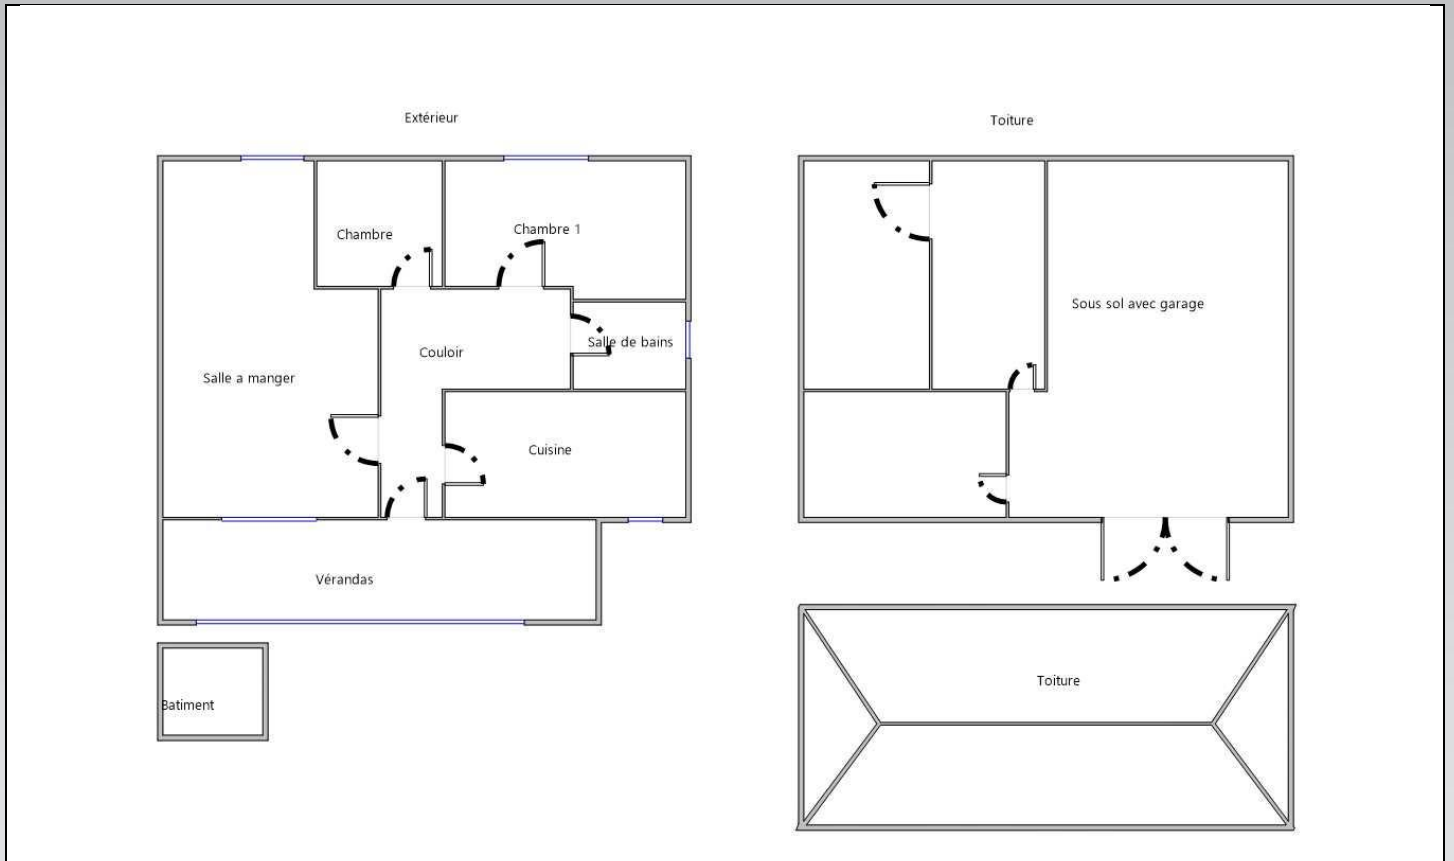 Extérieur
Toiture
Chambre
Chambre 1
Salle de bains
Couloir
Salle a manger
Cuisine
Vérandas
Batiment
Sous sol avec garage
Toiture